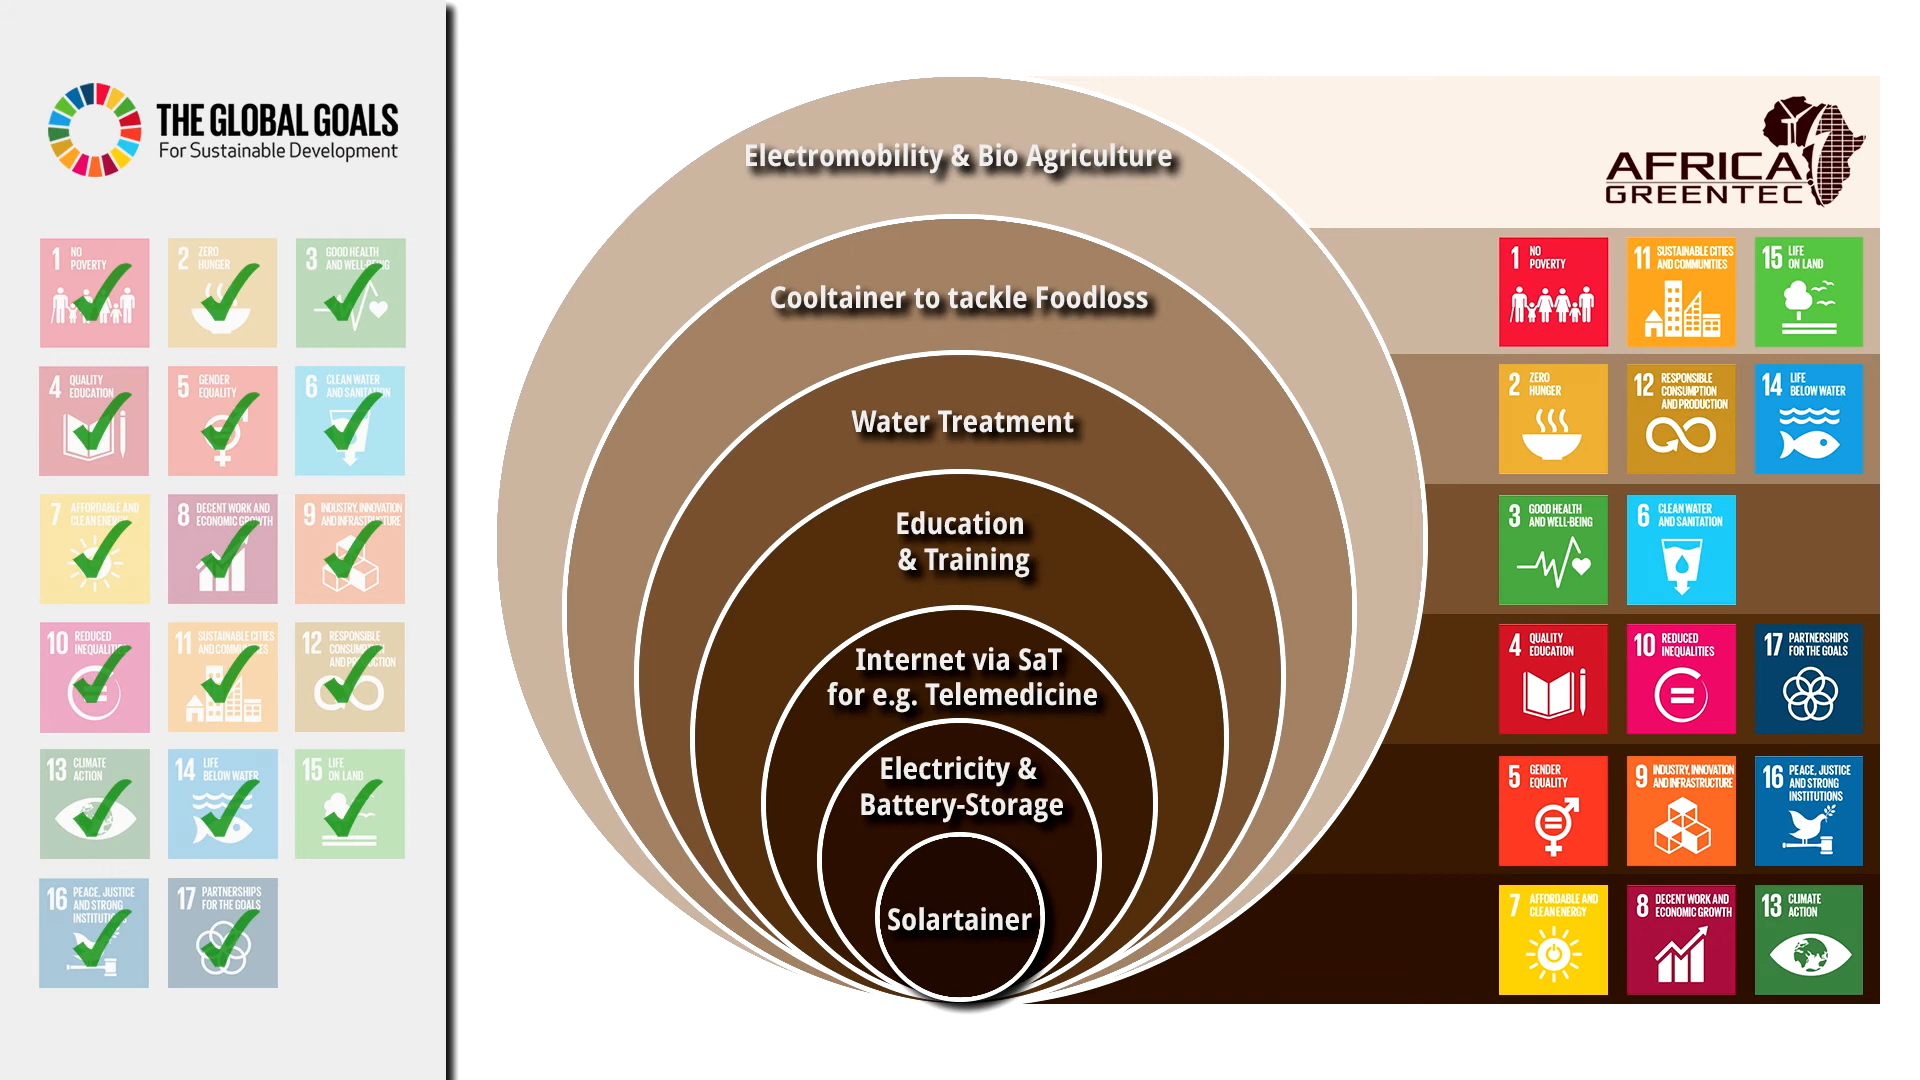 THE GLOBAL GOALS
For Sustainable Development
1 NO
POVERTY
2 ZERO
HUNGER
3 GOOD HEALTH
AND WELL-BEING
4 QUALITY
EDUCATION
5 GENDER
EQUALITY
6 CLEAN WATER
AND SANITATION
7 AFFORDABLE AND
CLEAN ENERGY
8 DECENT WORK AND
ECONOMIC GROWTH
9 INDUSTRY, INNOVATION
AND INFRASTRUCTURE
10 REDUCED
INEQUALITIES
11 SUSTAINABLE CITIES
AND COMMUNITIES
12 RESPONSIBLE
CONSUMPTION
AND PRODUCTION
13 CLIMATE
ACTION
14 LIFE
BELOW WATER
15 LIFE
ON LAND
16 PEACE, JUSTICE
AND STRONG
INSTITUTIONS
17 PARTNERSHIPS
FOR THE GOALS
Electromobility & Bio Agriculture
Cooltainer to tackle Foodloss
Water Treatment
Education
& Training
Internet via SaT
for e.g. Telemedicine
Electricity &
Battery-Storage
Solartainer
AFRICA
GREENTEC
1 NO
POVERTY
11 SUSTAINABLE CITIES
AND COMMUNITIES
15 LIFE
ON LAND
2 ZERO
HUNGER
12 RESPONSIBLE
CONSUMPTION
AND PRODUCTION
14 LIFE
BELOW WATER
3 GOOD HEALTH
AND WELL-BEING
6 CLEAN WATER
AND SANITATION
4 QUALITY
EDUCATION
10 REDUCED
INEQUALITIES
17 PARTNERSHIPS
FOR THE GOALS
5 GENDER
EQUALITY
9 INDUSTRY, INNOVATION
AND INFRASTRUCTURE
16 PEACE, JUSTICE
AND STRONG
INSTITUTIONS
7 AFFORDABLE AND
CLEAN ENERGY
8 DECENT WORK AND
ECONOMIC GROWTH
13 CLIMATE
ACTION